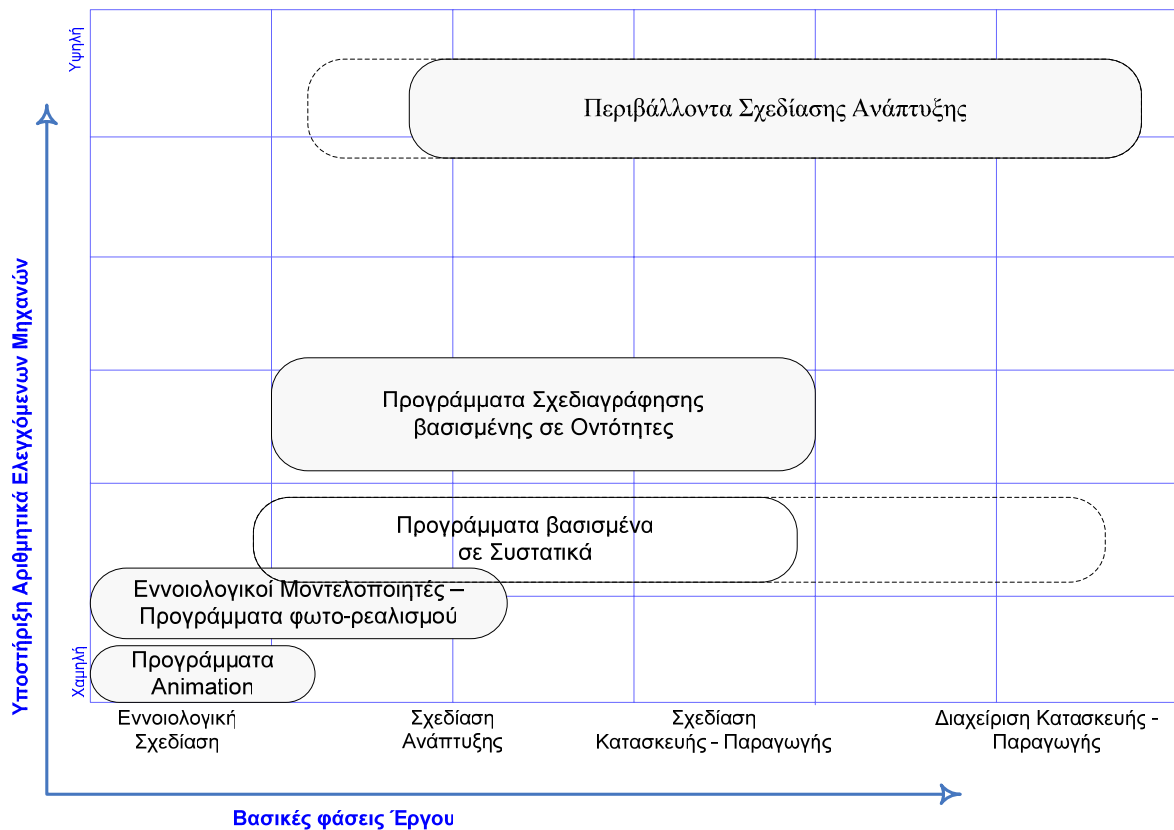 Υψηλή
Περιβάλλοντα Σχεδίασης Ανάπτυξης
Υποστήριξη Αριθμητικά Ελεγχόμενων Μηχανών
Προγράμματα Σχεδιαγράφησης
βασισμένης σε Οντότητες
Προγράμματα βασισμένα
σε Συστατικά
Εννοιολογικοί Μοντελοποιητές –
Προγράμματα φωτο-ρεαλισμού
Προγράμματα
Animation
Χαμηλή
Εννοιολογική
Σχεδίαση
Σχεδίαση
Ανάπτυξης
Σχεδίαση
Κατασκευής - Παραγωγής
Διαχείριση Κατασκευής -
Παραγωγής
Βασικές φάσεις Έργου